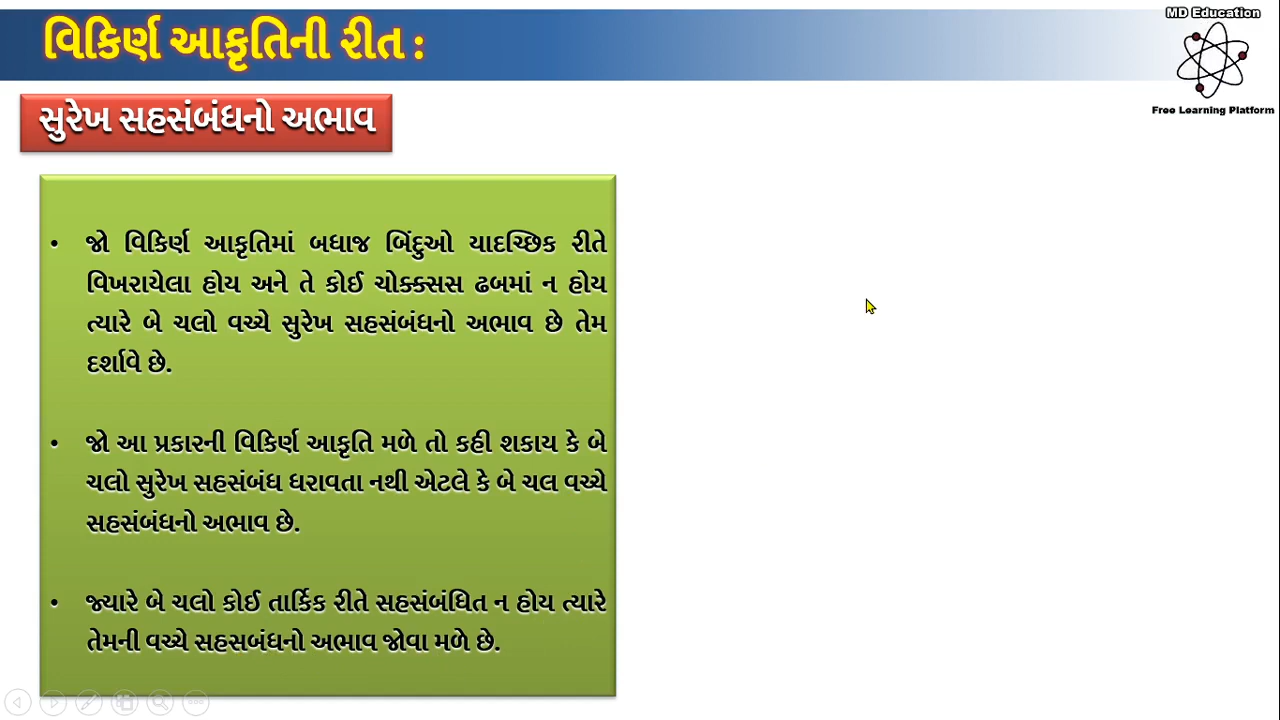 વિકિર્ણ આકૃતિની રીત :
MD Education
Free Learning Platform
સુરેખ સહસંબંધનો અભાવ
• જો વિકિર્ણ આકૃતિમાં બધાજ બિંદુઓ યાદચ્છિક રીતે
વિખરાયેલા હોય અને તે કોઈ ચોક્ક્સસ ઢબમાં ન હોય
ત્યારે બે ચલો વચ્ચે સુરેખ સહસંબંધનો અભાવ છે તેમ
દર્શાવે છે.
• જો આ પ્રકારની વિકિર્ણ આકૃતિ મળે તો કહી શકાય કે બે
ચલો સુરેખ સહસંબંધ ધરાવતા નથી એટલે કે બે ચલ વચ્ચે
સહસંબંધનો અભાવ છે.
• જ્યારે બે ચલો કોઈ તાર્કિક રીતે સહસંબંધિત ન હોય ત્યારે
તેમની વચ્ચે સહસબંધનો અભાવ જોવા મળે છે.